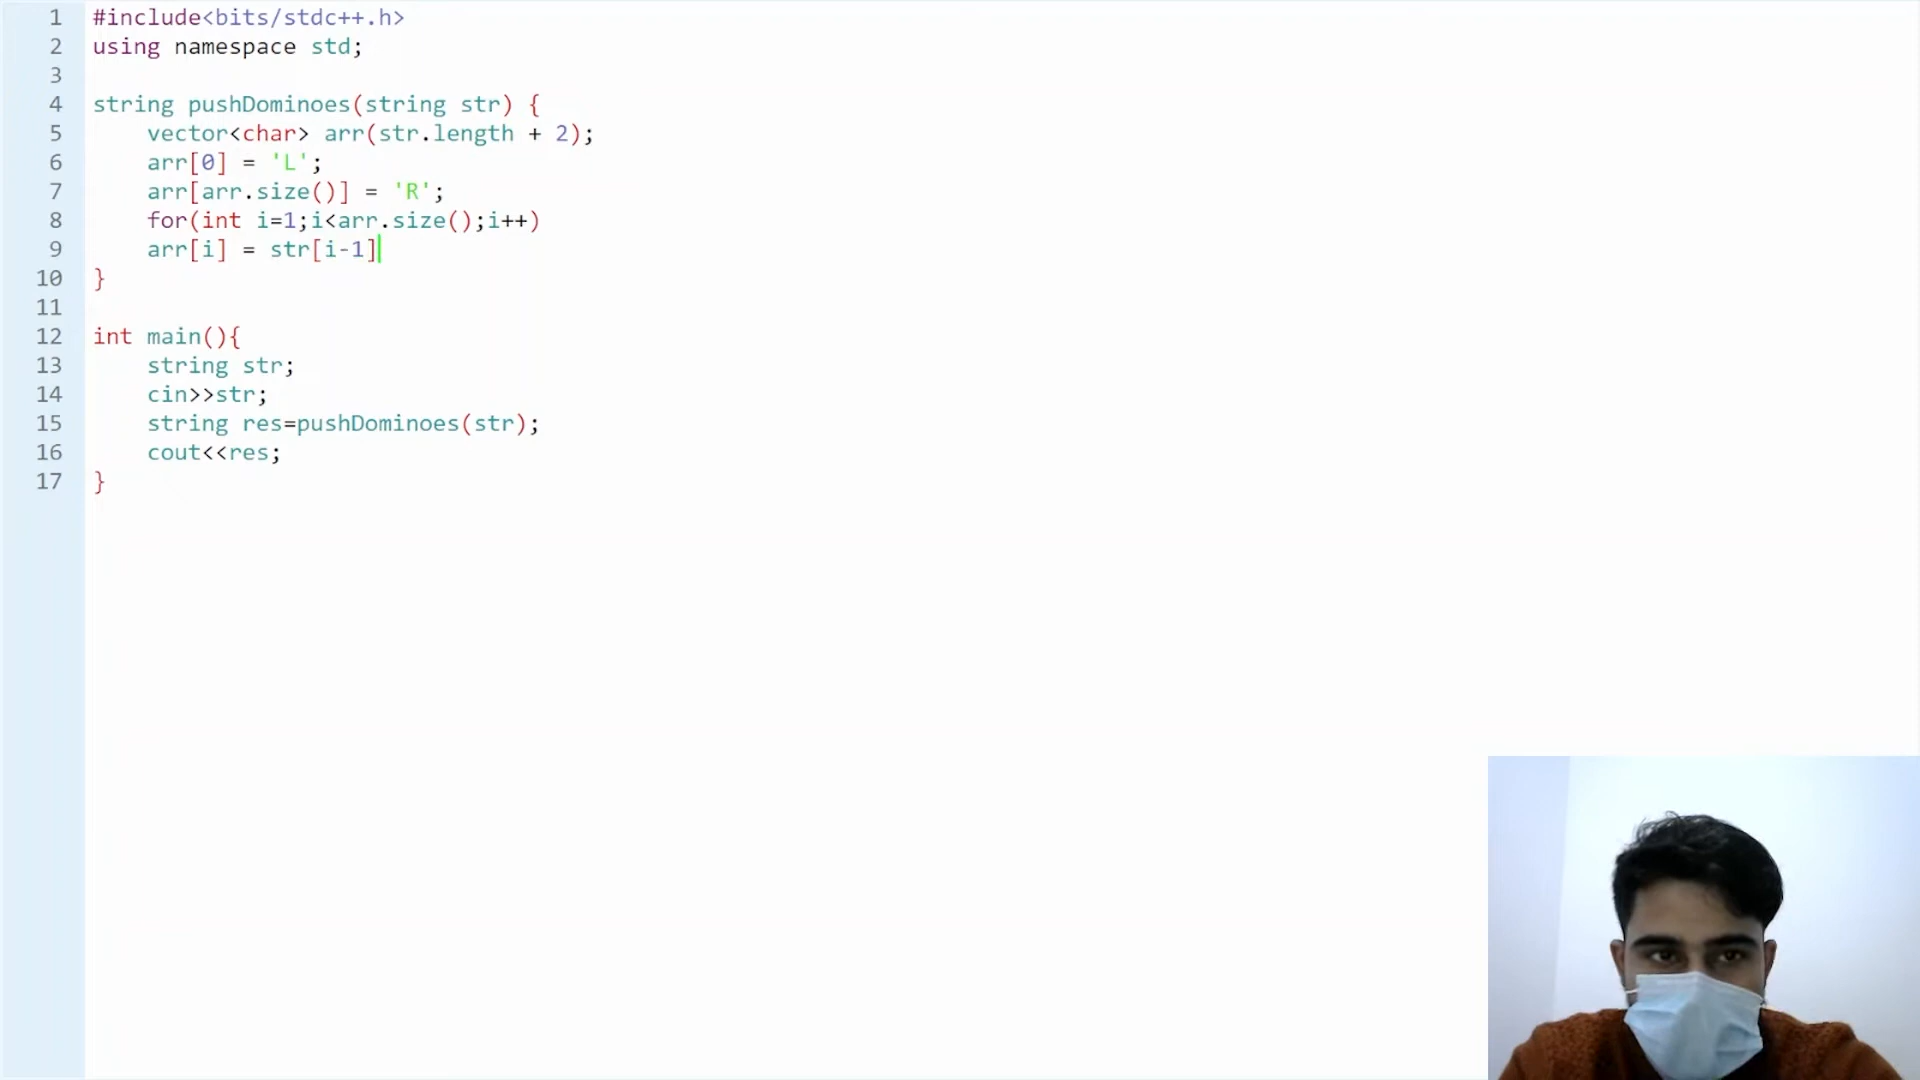 1 #include<bits/stdc++.h>
2 using namespace std;
3
4 string pushDominoes(string str) {
5     vector<char> arr(str.length + 2);
6     arr[0] = 'L';
7     arr[arr.size()] = 'R';
8     for(int i=1;i<arr.size();i++)
9     arr[i] = str[i-1]
10 }
11
12 int main(){
13     string str;
14     cin>>str;
15     string res=pushDominoes(str);
16     cout<<res;
17 }